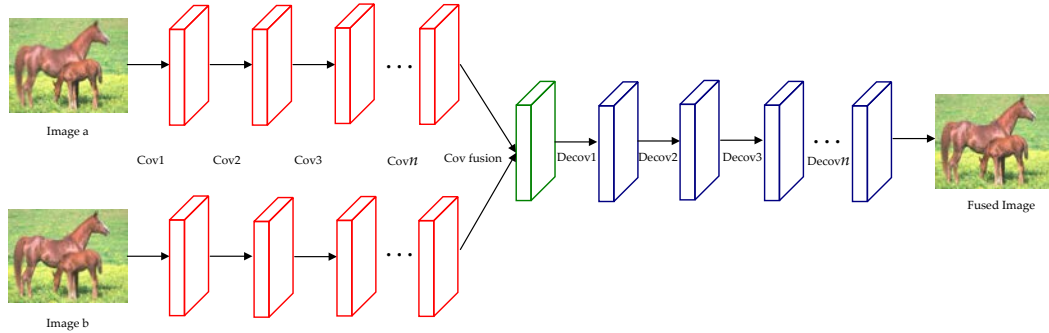 Image a
Cov1
Cov2
Cov3
Covn
Cov fusion
Decov1
Decov2
Decov3
Decovn
Fused Image
Image b